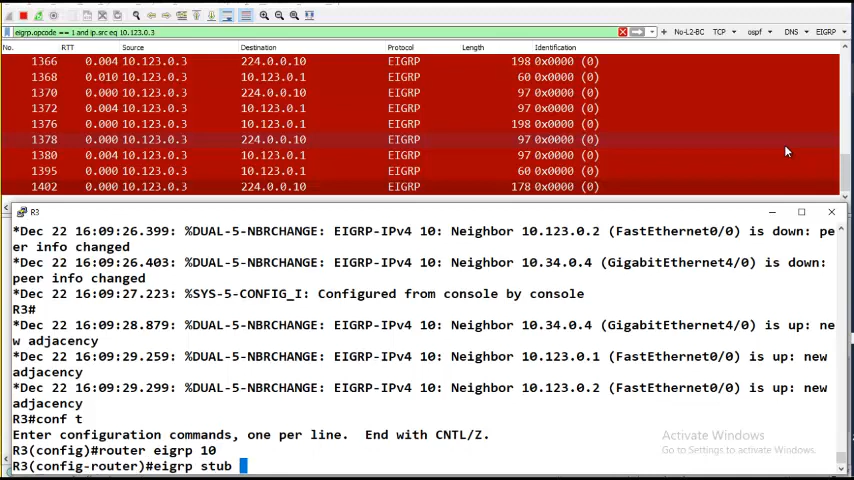 eigrp.opcode == 1 and ip.src eq 10.123.0.3
No-L2-BC TCP ospf DNS EIGRP
No. RTT Source Destination Protocol Length Identification
1366 0.004 10.123.0.3 224.0.0.10 EIGRP 198 0x0000 (0)
1368 0.010 10.123.0.3 10.123.0.1 EIGRP 60 0x0000 (0)
1370 0.000 10.123.0.3 224.0.0.10 EIGRP 97 0x0000 (0)
1372 0.004 10.123.0.3 10.123.0.1 EIGRP 97 0x0000 (0)
1376 0.000 10.123.0.3 224.0.0.10 EIGRP 198 0x0000 (0)
1378 0.000 10.123.0.3 224.0.0.10 EIGRP 97 0x0000 (0)
1380 0.004 10.123.0.3 10.123.0.1 EIGRP 97 0x0000 (0)
1395 0.000 10.123.0.3 10.123.0.1 EIGRP 60 0x0000 (0)
1402 0.000 10.123.0.3 224.0.0.10 EIGRP 178 0x0000 (0)
R3
*Dec 22 16:09:26.399: %DUAL-5-NBRCHANGE: EIGRP-IPv4 10: Neighbor 10.123.0.2 (FastEthernet0/0) is down: pe
er info changed
*Dec 22 16:09:26.403: %DUAL-5-NBRCHANGE: EIGRP-IPv4 10: Neighbor 10.34.0.4 (GigabitEthernet4/0) is down:
peer info changed
*Dec 22 16:09:27.223: %SYS-5-CONFIG_I: Configured from console by console
R3#
*Dec 22 16:09:28.879: %DUAL-5-NBRCHANGE: EIGRP-IPv4 10: Neighbor 10.34.0.4 (GigabitEthernet4/0) is up: ne
w adjacency
*Dec 22 16:09:29.259: %DUAL-5-NBRCHANGE: EIGRP-IPv4 10: Neighbor 10.123.0.1 (FastEthernet0/0) is up: new
adjacency
*Dec 22 16:09:29.299: %DUAL-5-NBRCHANGE: EIGRP-IPv4 10: Neighbor 10.123.0.2 (FastEthernet0/0) is up: new
adjacency
R3#conf t
Enter configuration commands, one per line.  End with CNTL/Z.
R3(config)#router eigrp 10
R3(config-router)#eigrp stub
Activate Windows
Go to Settings to activate Windows.